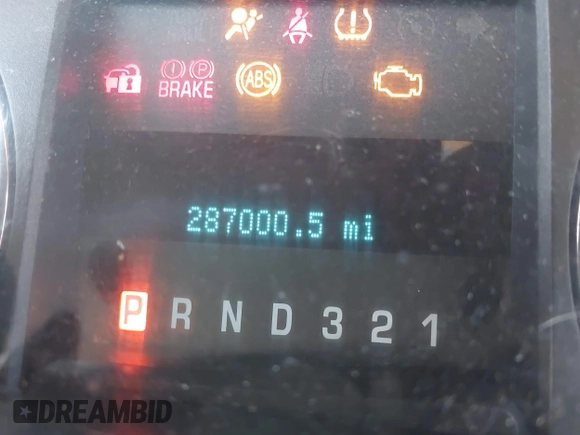 BRAKE ABS
287000.5 mi
P R N D 3 2 1
DREAMBID